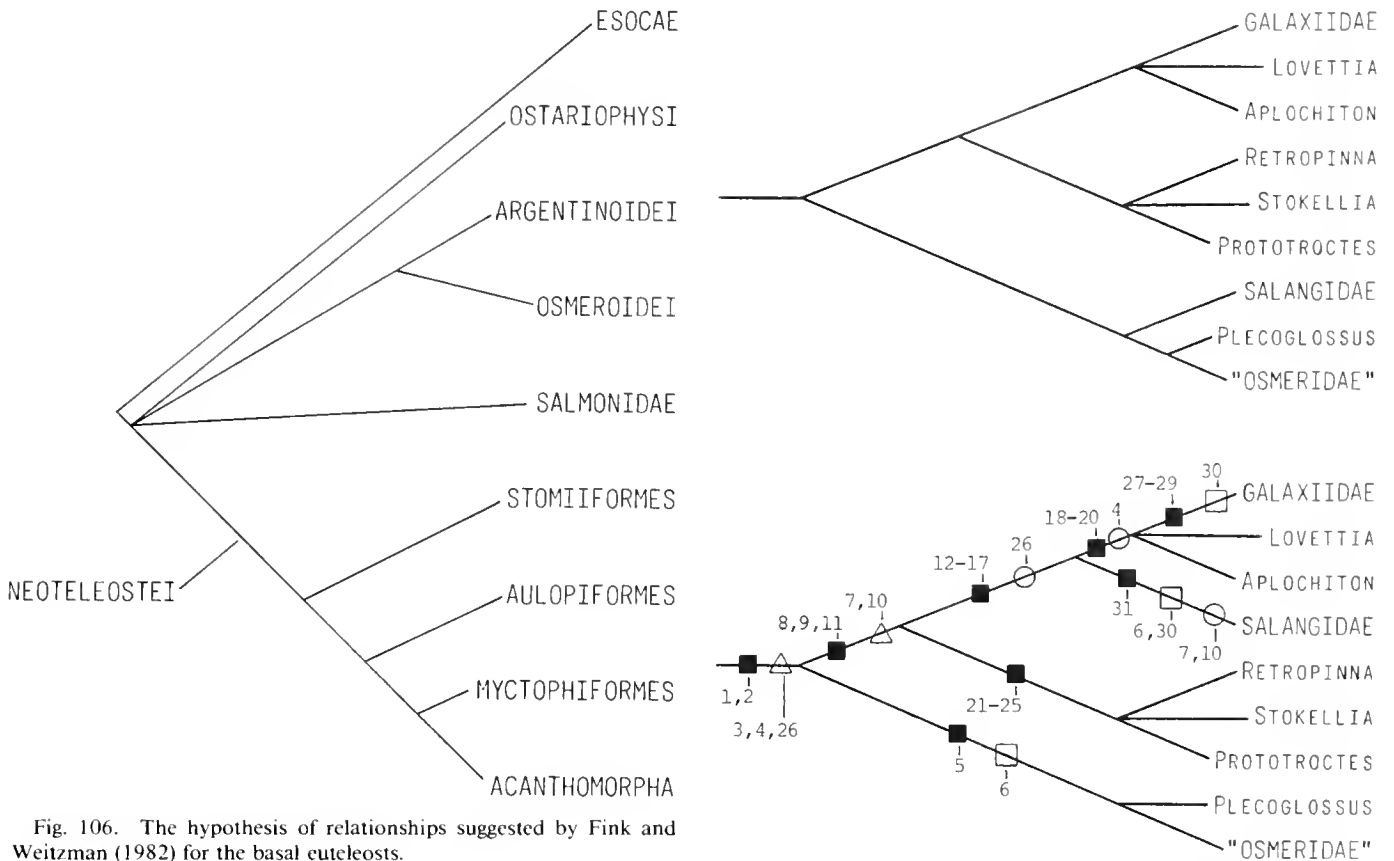 ESOCAE
OSTARIOPHYSI
ARGENTINOIDEI
OSMEROIDEI
SALMONIDAE
STOMIIFORMES
NEOTELEOSTEI
AULOPIFORMES
MYCTOPHIFORMES
ACANTHOMORPHA
Fig. 106. The hypothesis of relationships suggested by Fink and
Weitzman (1982) for the basal euteleosts.
GALAXIIDAE
LOVETTIA
APLOCHITON
RETROPINNA
STOKELLIA
PROTOTROCTES
SALANGIDAE
PLECOGLOSSUS
"OSMERIDAE"
30
27-29
GALAXIIDAE
4
18-20
LOVETTIA
26
12-17
APLOCHITON
31
7,10
6,30
SALANGIDAE
8,9,11
7,10
RETROPINNA
1,2
21-25
STOKELLIA
3,4,26
PROTOTROCTES
5
6
PLECOGLOSSUS
"OSMERIDAE"